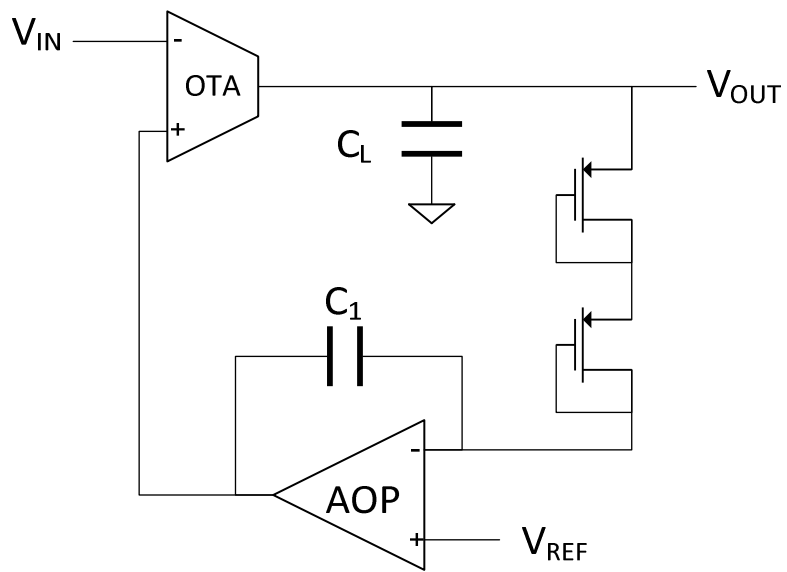 VIN
-
OTA
+
VOUT
CL
C1
-
AOP
+
VREF